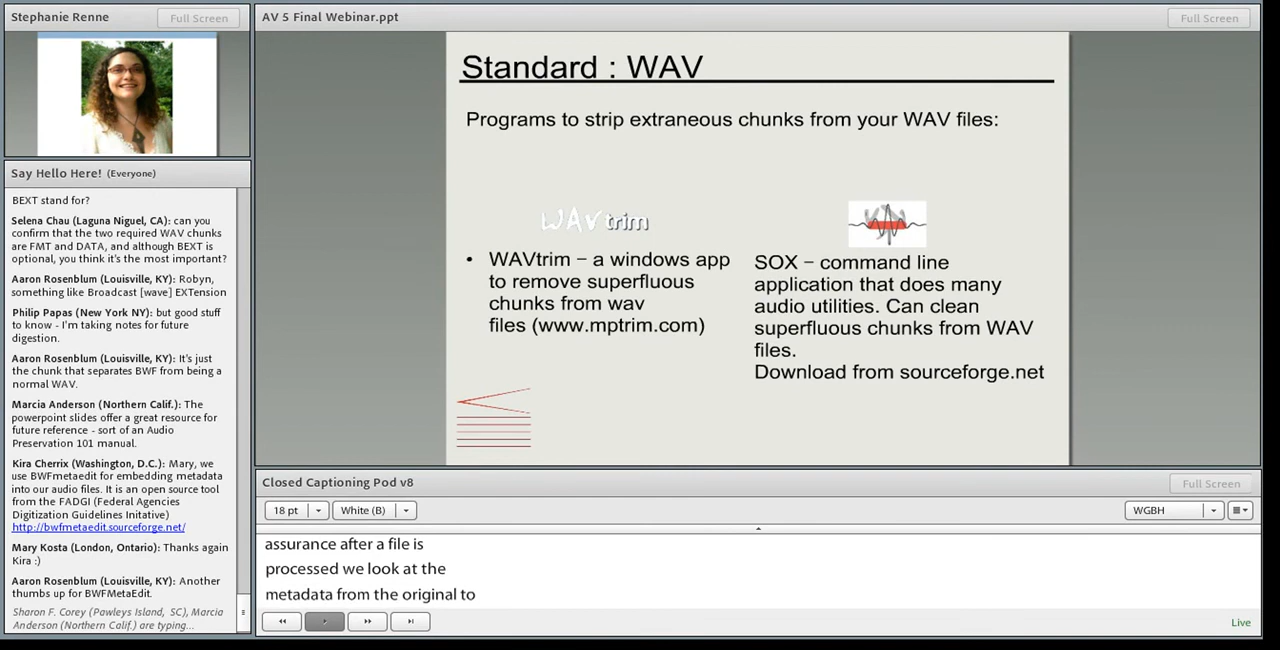 Stephanie Renne
Full Screen
Say Hello Here! (Everyone)
BEXT stand for?
Selena Chau (Laguna Niguel, CA): can you
confirm that the two required WAV chunks
are FMT and DATA, and although BEXT is
optional, you think it's the most important?
Aaron Rosenblum (Louisville, KY): Robyn,
something like Broadcast [wave] EXTension
Philip Papas (New York NY): but good stuff
to know - I'm taking notes for future
digestion.
Aaron Rosenblum (Louisville, KY): It's just
the chunk that separates BWF from being a
normal WAV.
Marcia Anderson (Northern Calif.): The
powerpoint slides offer a great resource for
future reference - sort of an Audio
Preservation 101 manual.
Kira Cherrix (Washington, D.C.): Mary, we
use BWFmetaedit for embedding metadata
into our audio files. It is an open source tool
from the FADGI (Federal Agencies
Digitization Guidelines Initative)
http://bwfmetaedit.sourceforge.net/
Mary Kosta (London, Ontario): Thanks again
Kira :)
Aaron Rosenblum (Louisville, KY): Another
thumbs up for BWFMetaEdit.
Sharon F. Corey (Pawleys Island, SC), Marcia
Anderson (Northern Calif.) are typing...
AV 5 Final Webinar.ppt
Full Screen
Standard : WAV
Programs to strip extraneous chunks from your WAV files:
WAV trim
• WAVtrim – a windows app
to remove superfluous
chunks from wav
files (www.mptrim.com)
SOX – command line
application that does many
audio utilities. Can clean
superfluous chunks from WAV
files.
Download from sourceforge.net
Closed Captioning Pod v8
Full Screen
18 pt
White (B)
WGBH
assurance after a file is
processed we look at the
metadata from the original to
Live